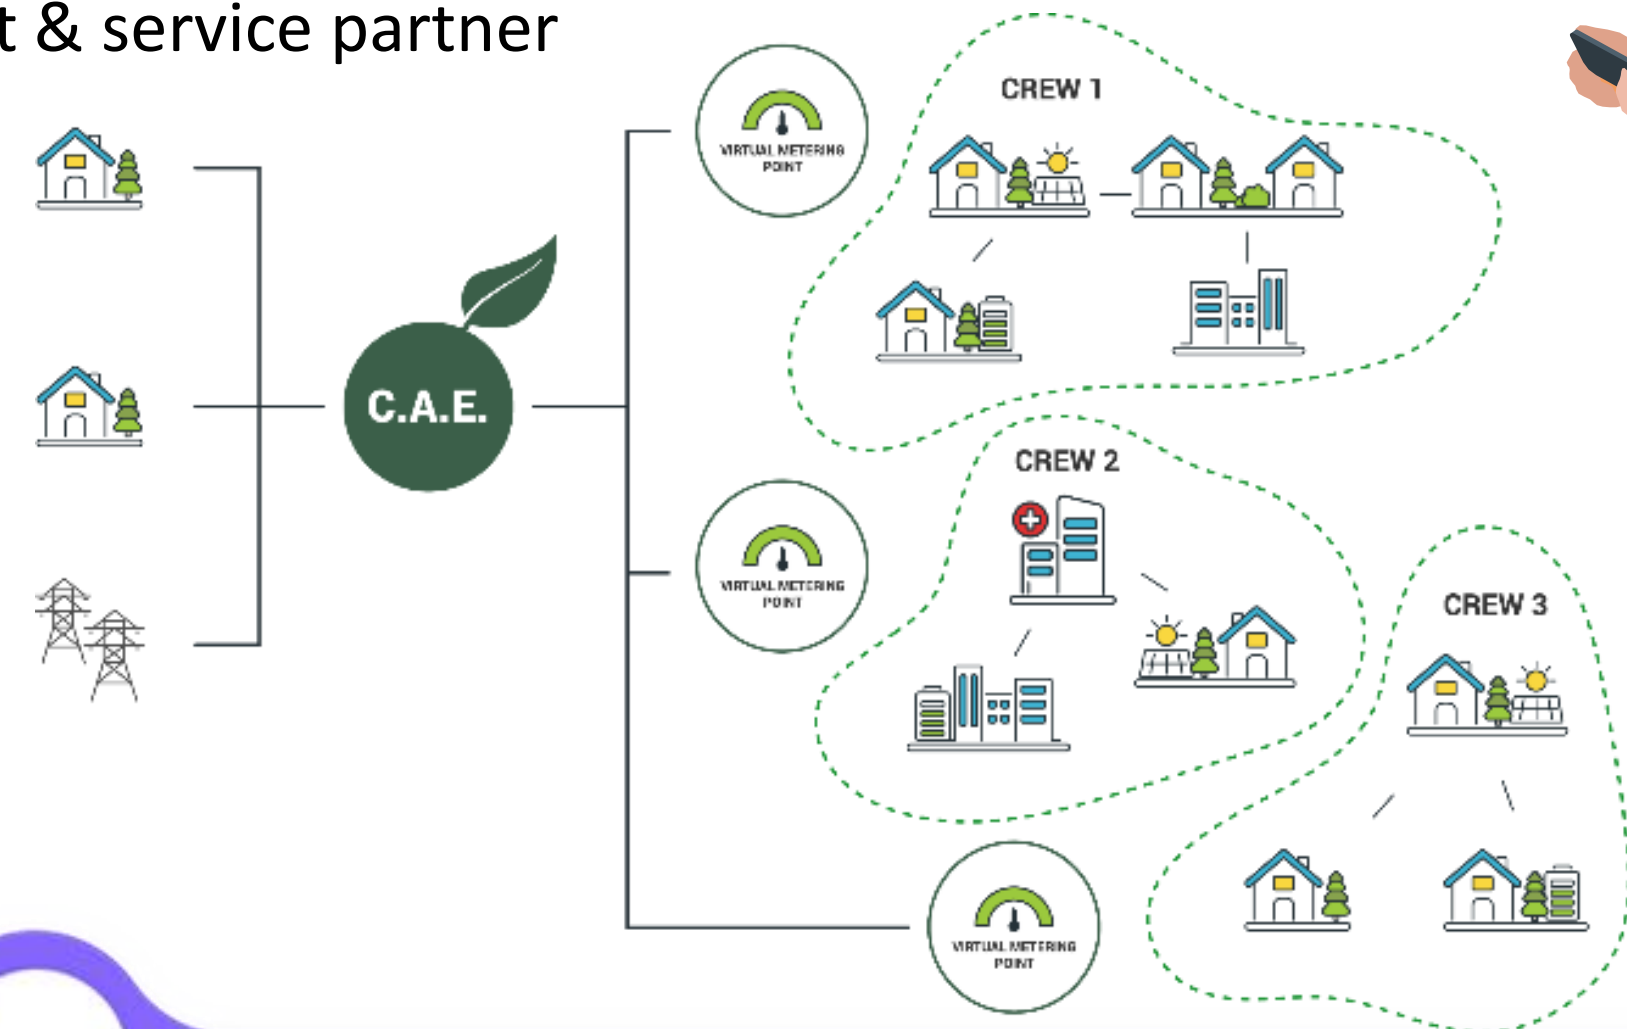 t & service partner
CREW 1
VIRTUAL METERING
POINT
C.A.E.
CREW 2
VIRTUAL METERING
POINT
CREW 3
VIRTUAL METERING
POINT